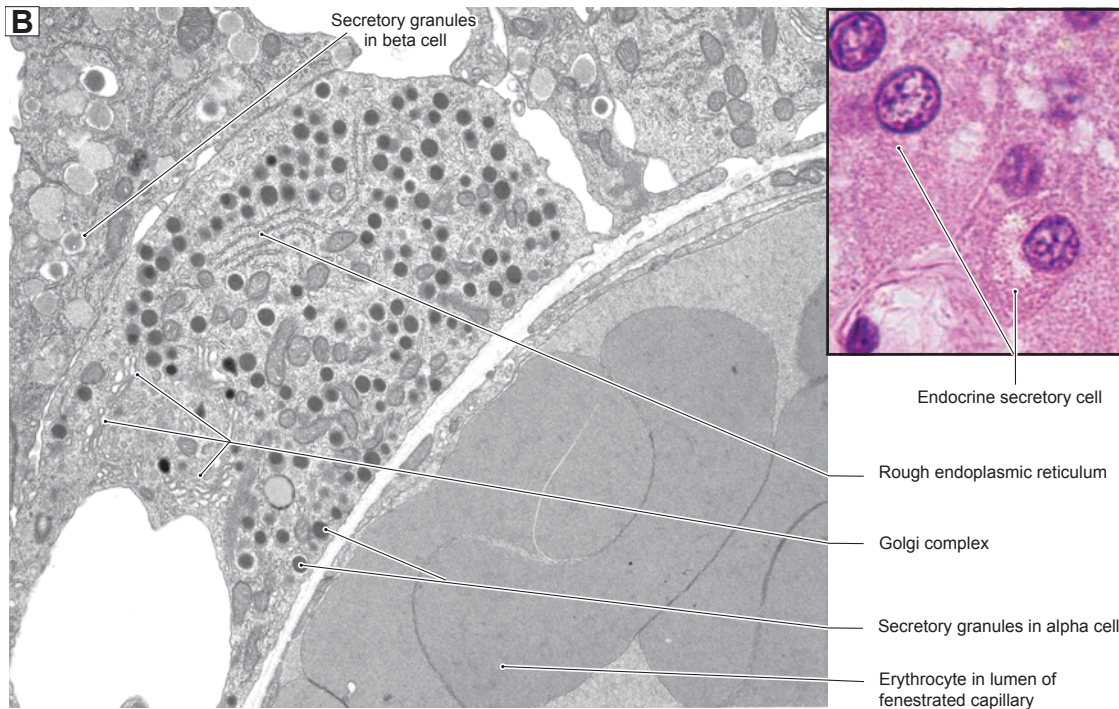 B
Secretory granules
in beta cell
Endocrine secretory cell
Rough endoplasmic reticulum
Golgi complex
Secretory granules in alpha cell
Erythrocyte in lumen of
fenestrated capillary